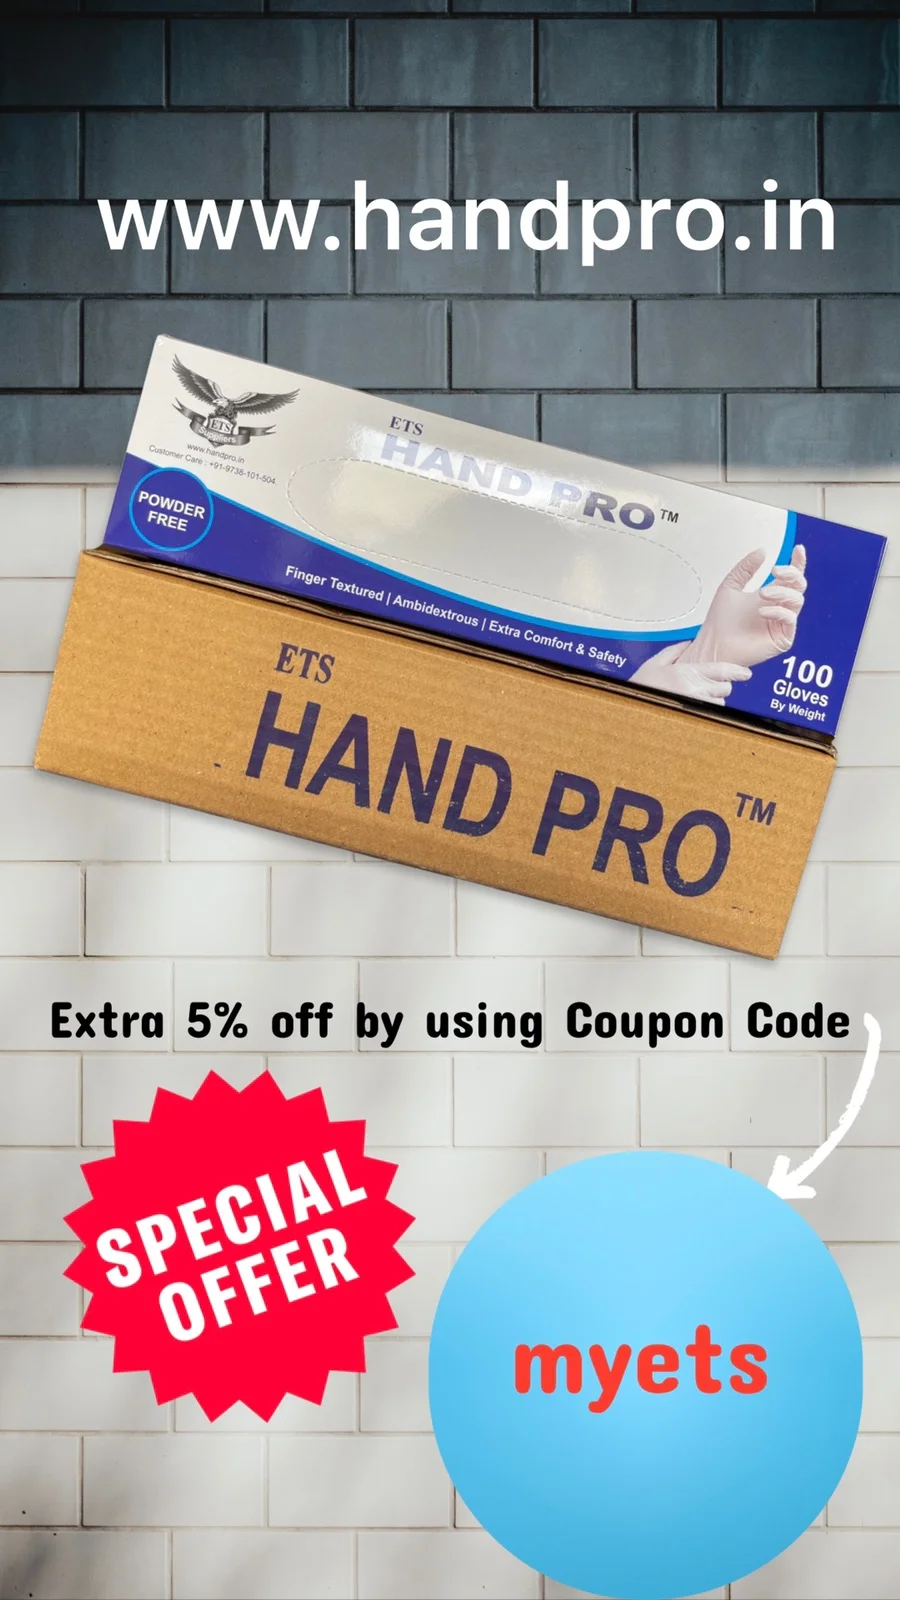 www.handpro.in
ETS
Suppliers
www.handpro.in
Customer Care : +91-9738-101-504
POWDER
FREE
ETS
HAND PRO™
Finger Textured | Ambidextrous | Extra Comfort & Safety
100
Gloves
By Weight
ETS
HAND PRO™
Extra 5% off by using Coupon Code
SPECIAL
OFFER
myets